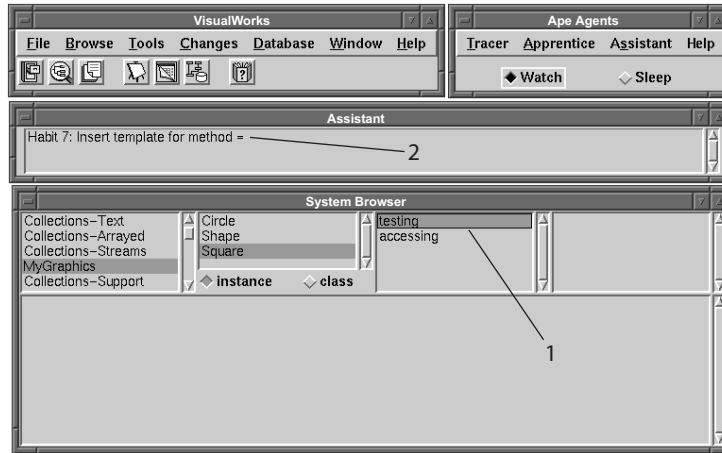 VisualWorks
File Browse Tools Changes Database Window Help
Ape Agents
Tracer Apprentice Assistant Help
Watch Sleep
Assistant
Habit 7: Insert template for method =
2
System Browser
Collections-Text
Collections-Arrayed
Collections-Streams
MyGraphics
Collections-Support
Circle
Shape
Square
instance class
testing
accessing
1